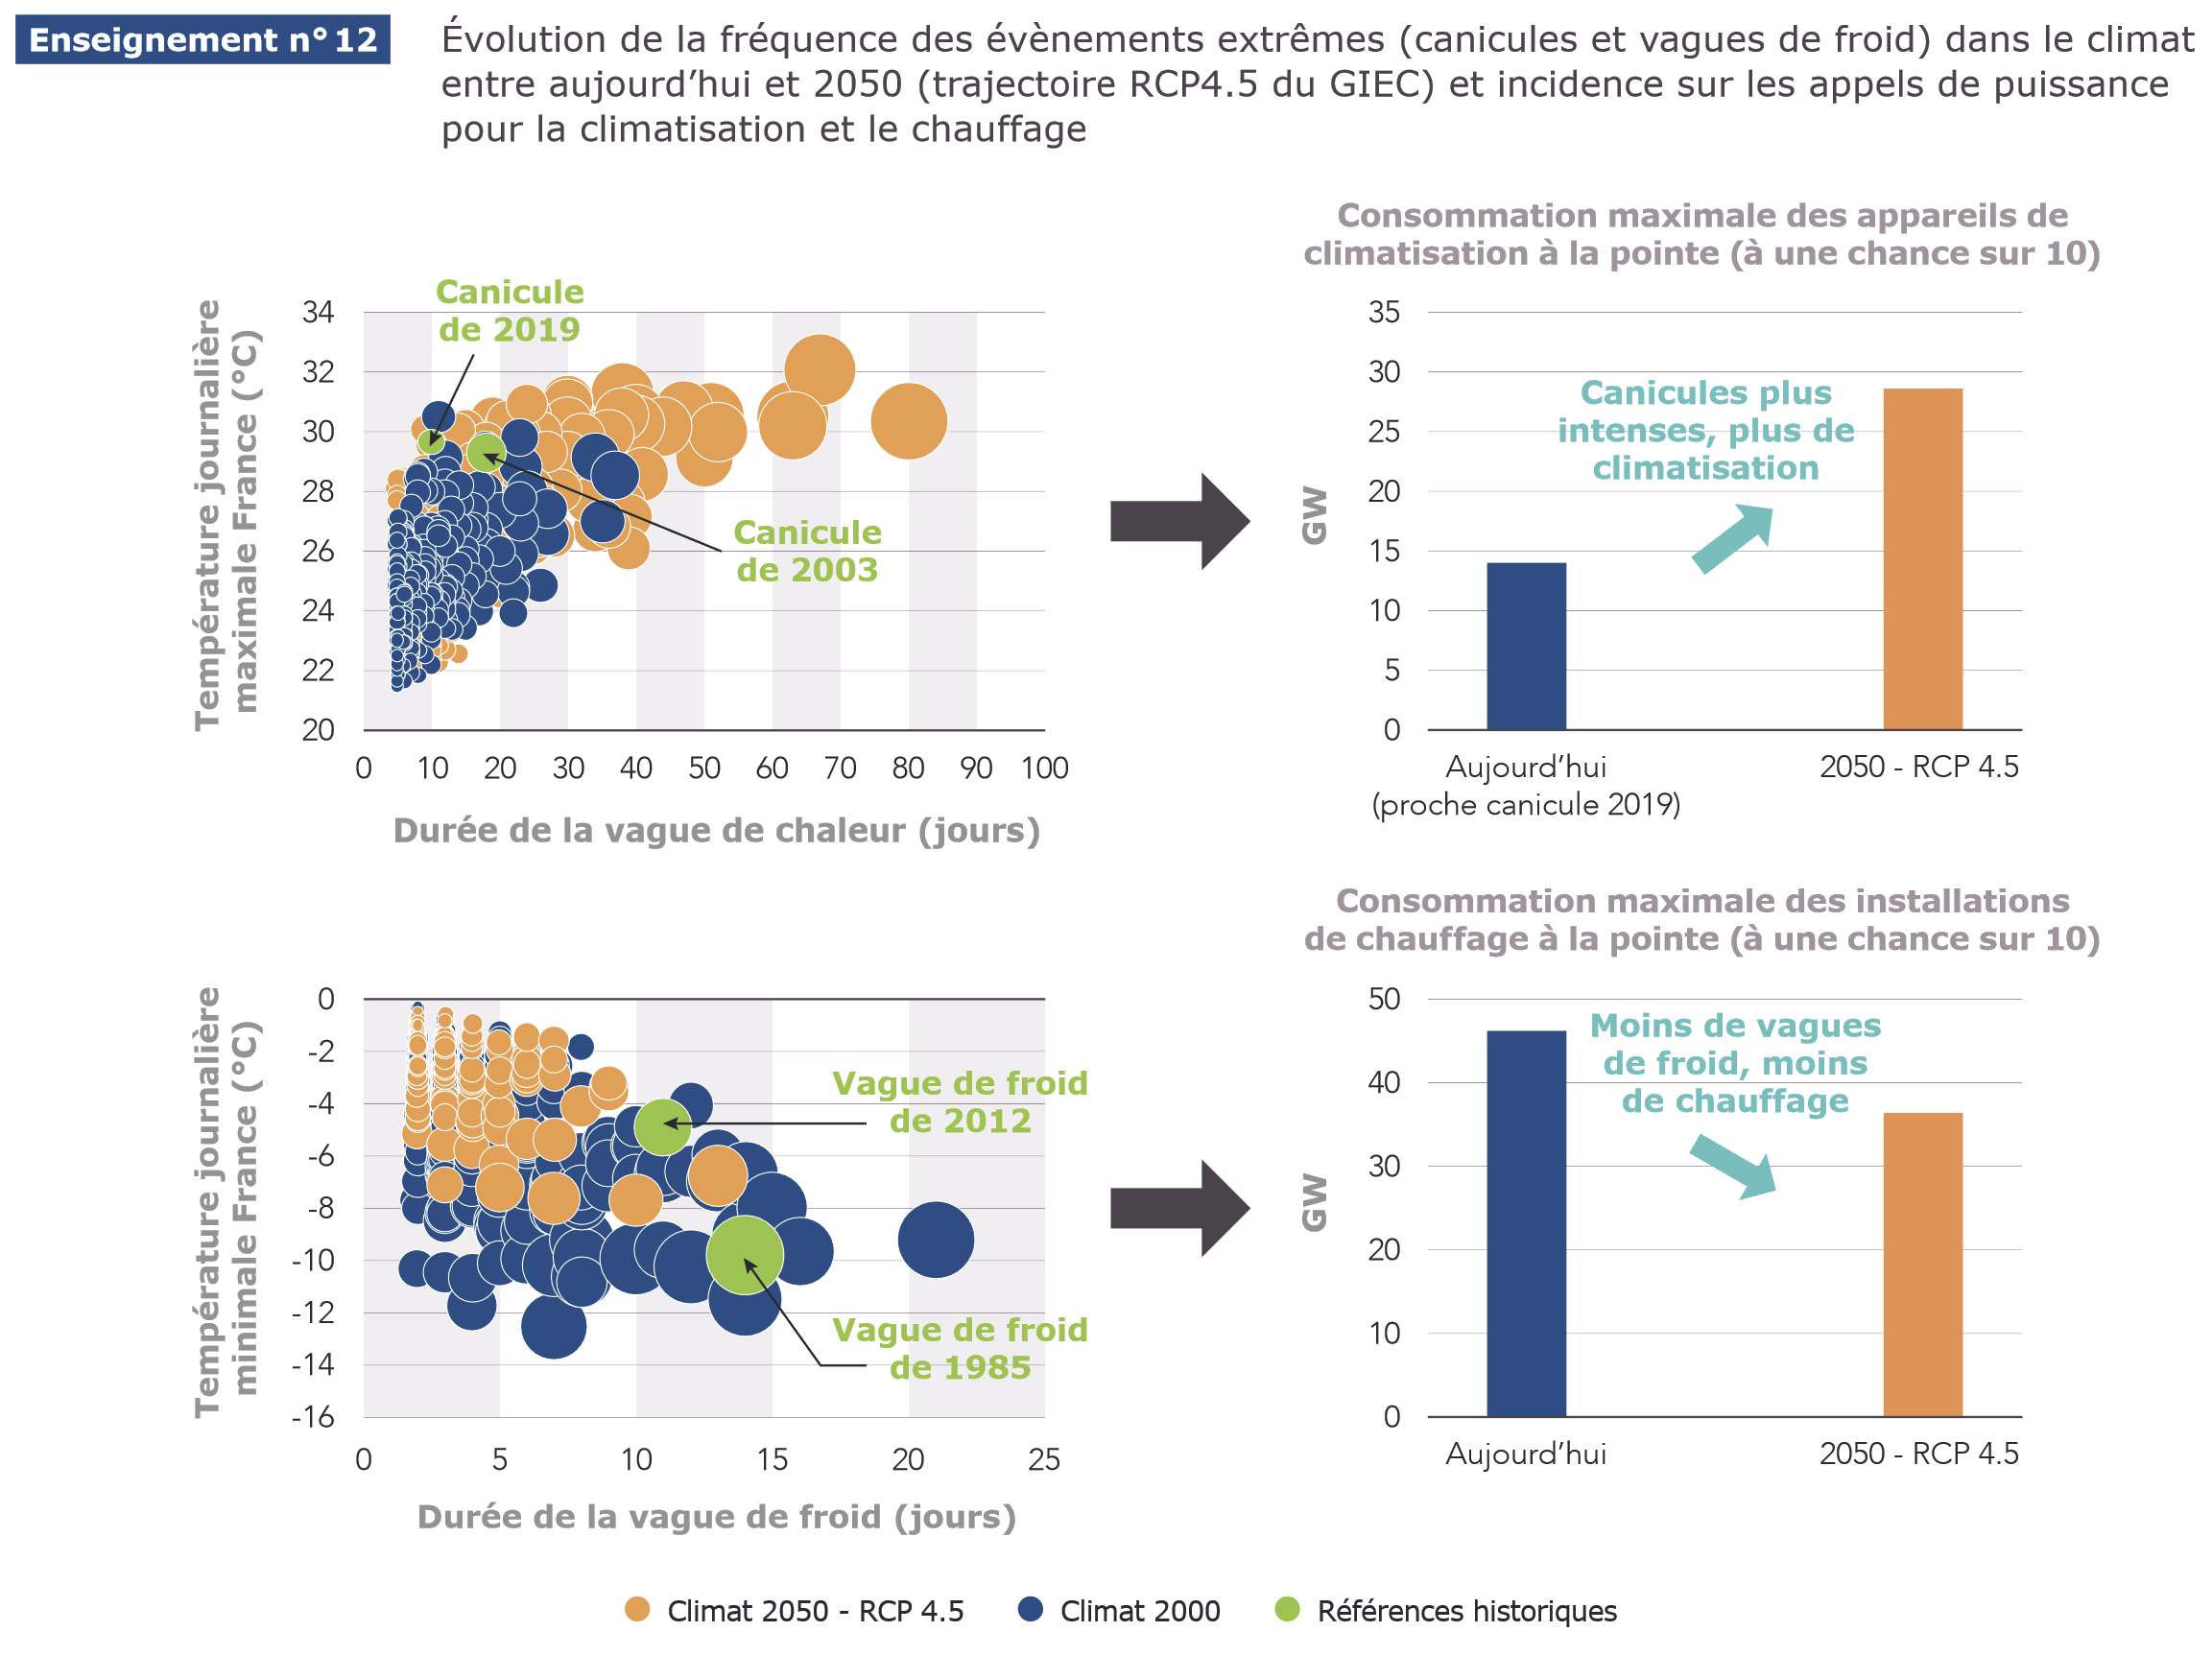 Enseignement n° 12
Évolution de la fréquence des évènements extrêmes (canicules et vagues de froid) dans le climat
entre aujourd’hui et 2050 (trajectoire RCP4.5 du GIEC) et incidence sur les appels de puissance
pour la climatisation et le chauffage
Température journalière
maximale France (°C)
34
32
30
28
26
24
22
20
Canicule
de 2019
Canicule
de 2003
0 10 20 30 40 50 60 70 80 90 100
Durée de la vague de chaleur (jours)
Consommation maximale des appareils de
climatisation à la pointe (à une chance sur 10)
GW
35
30
25
20
15
10
5
0
Canicules plus
intenses, plus de
climatisation
Aujourd’hui
(proche canicule 2019)
2050 - RCP 4.5
Température journalière
minimale France (°C)
0
-2
-4
-6
-8
-10
-12
-14
-16
Vague de froid
de 2012
Vague de froid
de 1985
0 5 10 15 20 25
Durée de la vague de froid (jours)
Consommation maximale des installations
de chauffage à la pointe (à une chance sur 10)
GW
50
40
30
20
10
0
Moins de vagues
de froid, moins
de chauffage
Aujourd’hui
2050 - RCP 4.5
Climat 2050 - RCP 4.5
Climat 2000
Références historiques